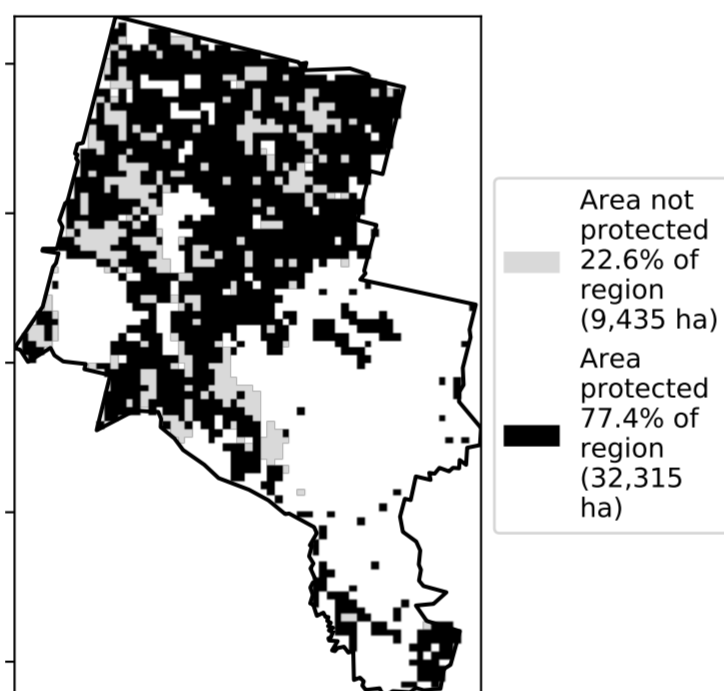 Area not
protected
22.6% of
region
(9,435 ha)
Area
protected
77.4% of
region
(32,315
ha)